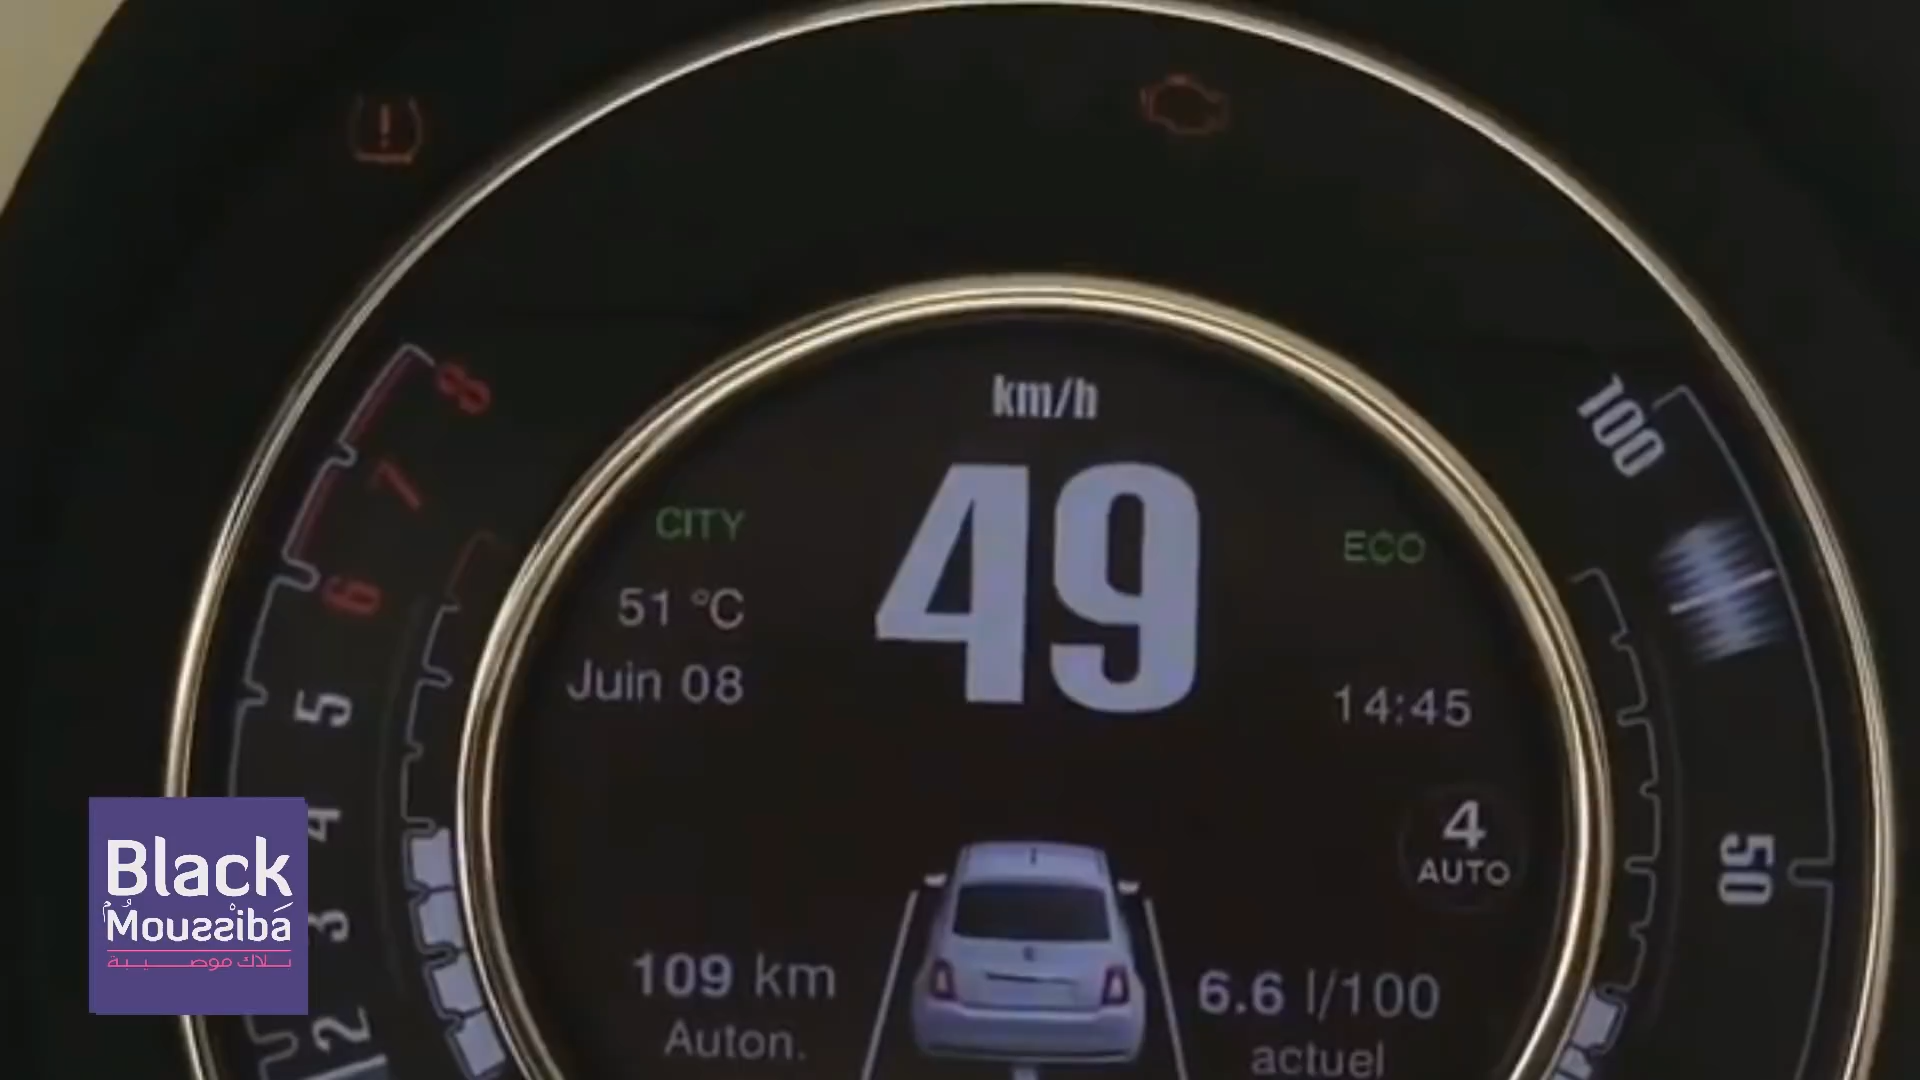 km/h
49
CITY
ECO
51 °C
Juin 08
14:45
4
AUTO
109 km
Auton.
6.6 l/100
actuel
8
7
6
5
4
3
2
100
50
Black
Moussiba
بلاك موصيبة